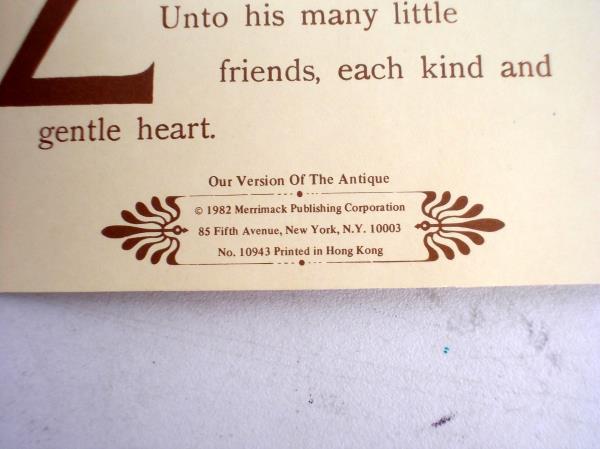 Z
Unto his many little
friends, each kind and
gentle heart.
Our Version Of The Antique
© 1982 Merrimack Publishing Corporation
85 Fifth Avenue, New York, N.Y. 10003
No. 10943 Printed in Hong Kong